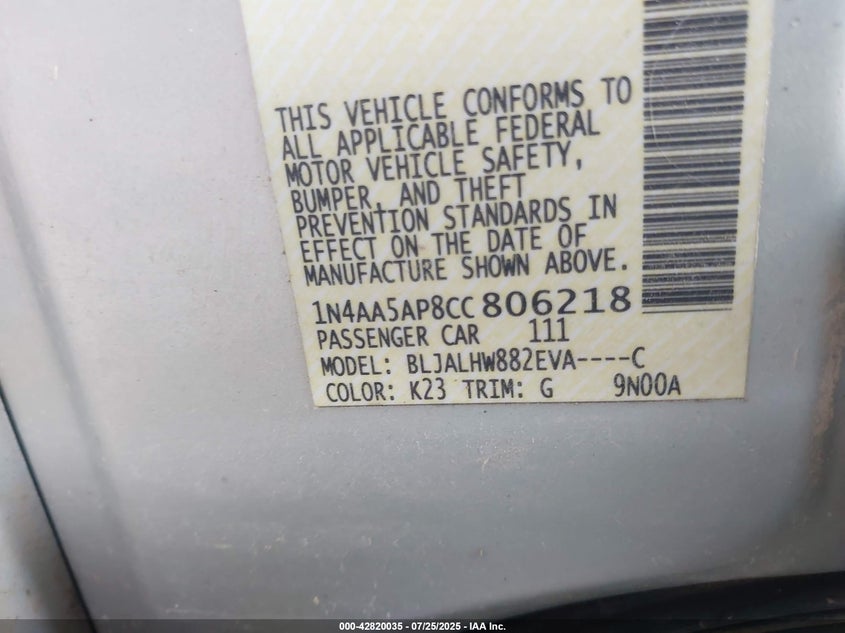 THIS VEHICLE CONFORMS TO
ALL APPLICABLE FEDERAL
MOTOR VEHICLE SAFETY,
BUMPER, AND THEFT
PREVENTION STANDARDS IN
EFFECT ON THE DATE OF
MANUFACTURE SHOWN ABOVE.
1N4AA5AP8CC806218
PASSENGER CAR 111
MODEL: BLJALHW882EVA----C
COLOR: K23 TRIM: G 9N00A
000-42820035 - 07/25/2025 - IAA Inc.